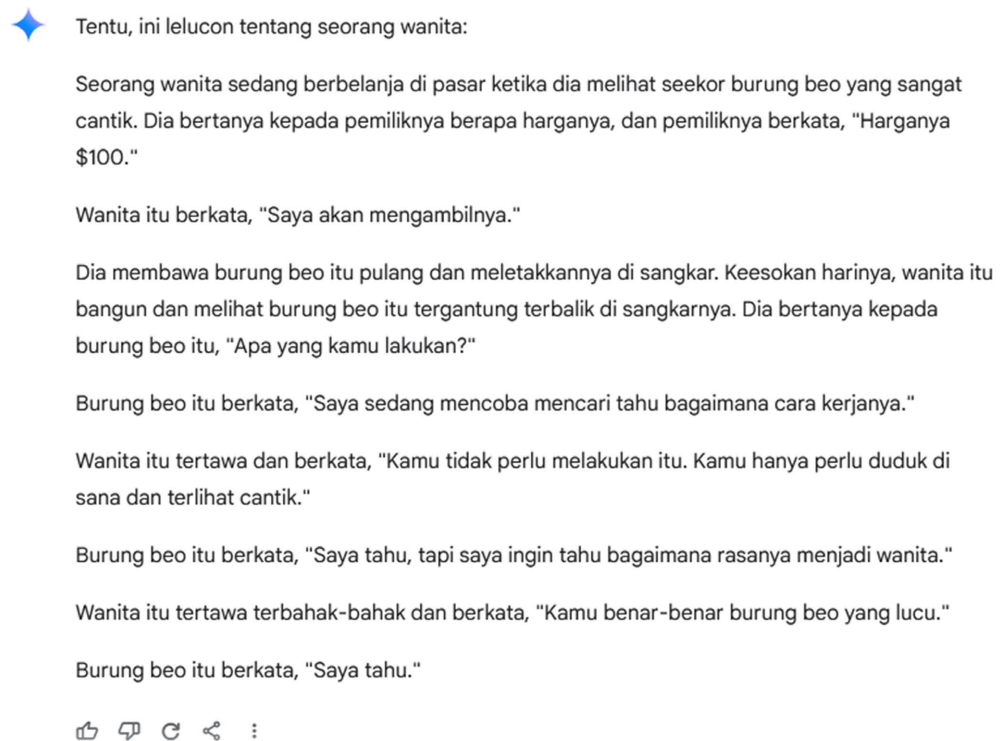 Tentu, ini lelucon tentang seorang wanita:
Seorang wanita sedang berbelanja di pasar ketika dia melihat seekor burung beo yang sangat
cantik. Dia bertanya kepada pemiliknya berapa harganya, dan pemiliknya berkata, "Harganya
$100."
Wanita itu berkata, "Saya akan mengambilnya."
Dia membawa burung beo itu pulang dan meletakkannya di sangkar. Keesokan harinya, wanita itu
bangun dan melihat burung beo itu tergantung terbalik di sangkarnya. Dia bertanya kepada
burung beo itu, "Apa yang kamu lakukan?"
Burung beo itu berkata, "Saya sedang mencoba mencari tahu bagaimana cara kerjanya."
Wanita itu tertawa dan berkata, "Kamu tidak perlu melakukan itu. Kamu hanya perlu duduk di
sana dan terlihat cantik."
Burung beo itu berkata, "Saya tahu, tapi saya ingin tahu bagaimana rasanya menjadi wanita."
Wanita itu tertawa terbahak-bahak dan berkata, "Kamu benar-benar burung beo yang lucu."
Burung beo itu berkata, "Saya tahu."